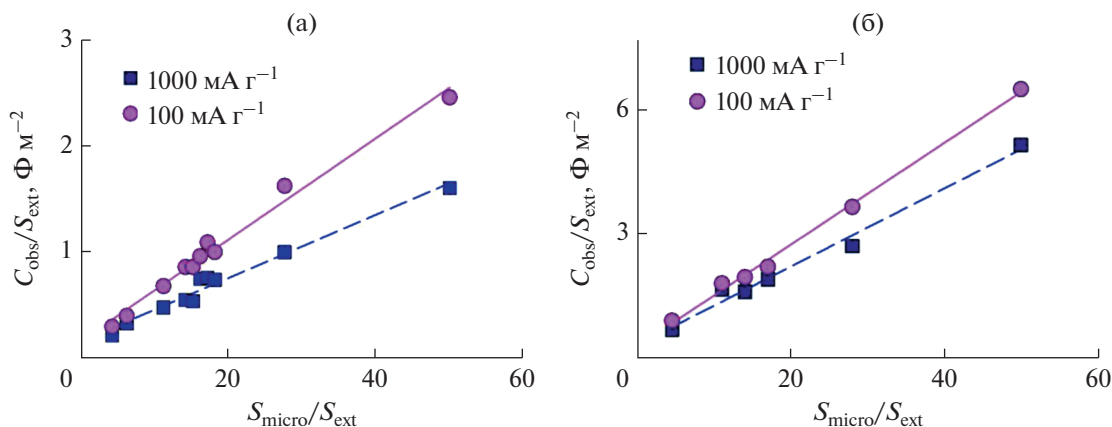 (а)
3
2
1
0
20
40
60
1000 мА г⁻¹
100 мА г⁻¹
C_obs/S_ext, Ф м⁻²
S_micro/S_ext
(б)
6
3
0
20
40
60
1000 мА г⁻¹
100 мА г⁻¹
C_obs/S_ext, Ф м⁻²
S_micro/S_ext